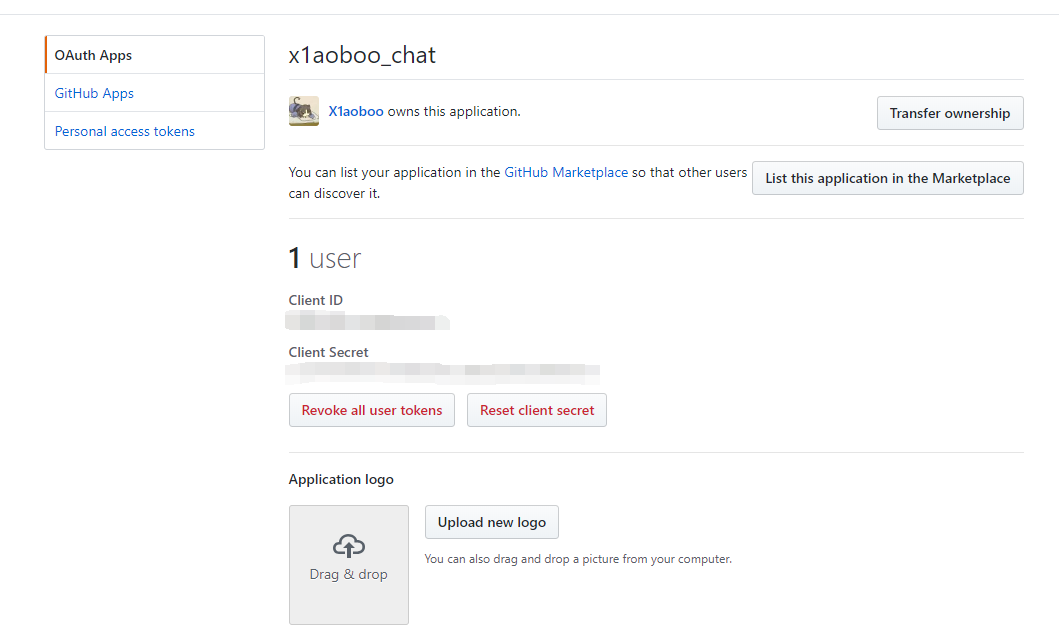 OAuth Apps
GitHub Apps
Personal access tokens
x1aoboo_chat
X1aoboo owns this application.
Transfer ownership
You can list your application in the GitHub Marketplace so that other users
can discover it.
List this application in the Marketplace
1 user
Client ID
Client Secret
Revoke all user tokens
Reset client secret
Application logo
Drag & drop
Upload new logo
You can also drag and drop a picture from your computer.